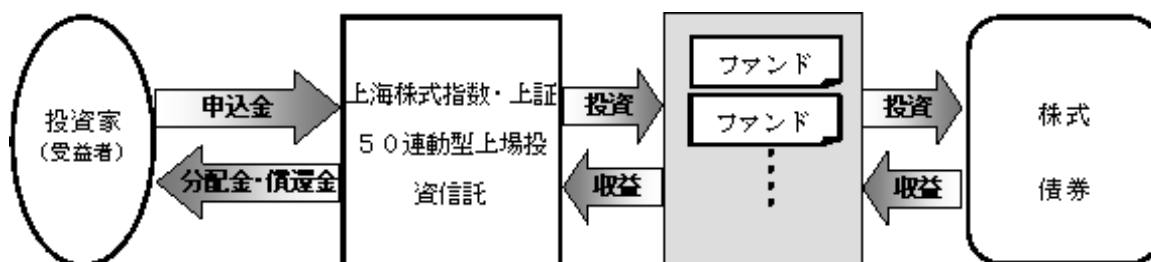 投資家
(受益者)
申込金
分配金・償還金
上海株式指数・上証
５０連動型上場投
資信託
投資
収益
ファンド
ファンド
投資
収益
株式
債券